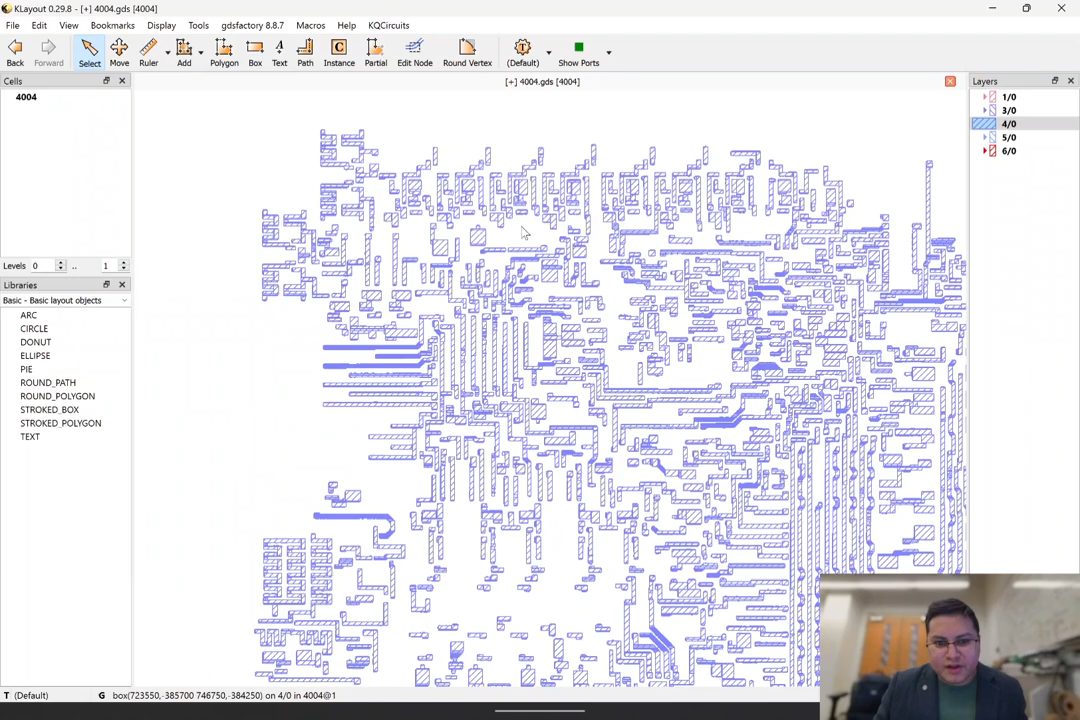 KLayout 0.29.8 - [+] 4004.gds [4004]
File Edit View Bookmarks Display Tools gdsfactory 8.8.7 Macros Help KQCircuits
Back Forward Select Move Ruler Add Polygon Box Text Path Instance Partial Edit Node Round Vertex (Default) Show Ports
Cells
4004
Levels 0 .. 1
Libraries
Basic - Basic layout objects
ARC
CIRCLE
DONUT
ELLIPSE
PIE
ROUND_PATH
ROUND_POLYGON
STROKED_BOX
STROKED_POLYGON
TEXT
[+] 4004.gds [4004]
Layers
1/0
3/0
4/0
5/0
6/0
T (Default) G box(723550,-385700 746750,-384250) on 4/0 in 4004@1